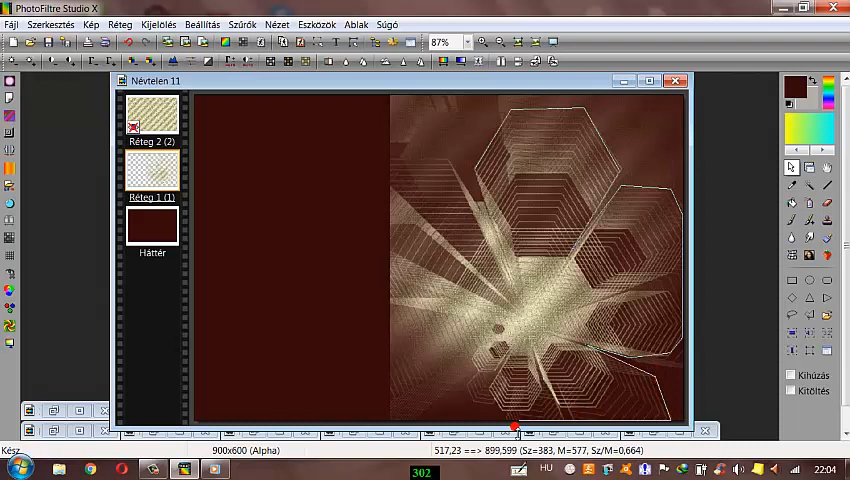 PhotoFiltre Studio X
Fájl Szerkesztés Kép Réteg Kijelölés Beállítás Szűrők Nézet Eszközök Ablak Súgó
87%
Névtelen 11
Réteg 2 (2)
Réteg 1 (1)
Háttér
Kihúzás
Kitöltés
Kész
900x600 (Alpha)
517,23 ==> 899,599 (Sz=383, M=577, Sz/M=0,664)
302
HU
22:04